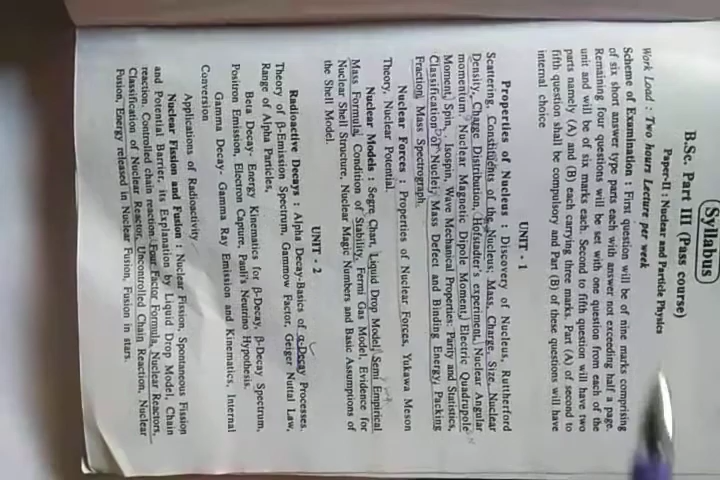 Syllabus
B.Sc. Part III (Pass course)
Paper-II : Nuclear and Particle Physics
Work Load : Two hours Lecture per week
Scheme of Examination : First question will be of nine marks comprising
of six short answer type parts each with answer not exceeding half a page.
Remaining four questions will be set with one question from each of the
unit and will be of six marks each. Second to fifth question will have two
parts namely (A) and (B) each carrying three marks. Part (A) of second to
fifth question shall be compulsory and Part (B) of these questions will have
internal choice
UNIT - 1
Properties of Nucleus : Discovery of Nucleus, Rutherford
Scattering, Constituents of the Nucleus; Mass, Charge, Size, Nuclear
Density, Charge Distribution, Hofstadter's experiment, Nuclear Angular
momentum, Nuclear Magnetic Dipole Moment, Electric Quadrupole
Moment, Spin, Isospin, Wave Mechanical Properties: Parity and Statistics,
Classification of Nuclei, Mass Defect and Binding Energy, Packing
Fraction, Mass Spectrograph.
Nuclear Forces : Properties of Nuclear Forces, Yukawa Meson
Theory, Nuclear Potential.
Nuclear Models : Segre Chart, Liquid Drop Model, Semi Empirical
Mass Formula, Condition of Stability, Fermi Gas Model, Evidence for
Nuclear Shell Structure, Nuclear Magic Numbers and Basic Assumptions of
the Shell Model.
UNIT - 2
Radioactive Decays : Alpha Decay-Basics of α-Decay Processes.
Theory of β-Emission Spectrum, Gammow Factor, Geiger Nuttal Law,
Range of Alpha Particles,
Beta Decay- Energy Kinematics for β-Decay, β-Decay Spectrum,
Positron Emission, Electron Capture, Pauli's Neutrino Hypothesis.
Gamma Decay- Gamma Ray Emission and Kinematics, Internal
Conversion
Applications of Radioactivity
Nuclear Fission and Fusion : Nuclear Fission, Spontaneous Fission
and Potential Barrier, its Explanation by Liquid Drop Model, Chain
reaction. Controlled chain reaction, Four Factor Formula, Nuclear Reactors,
Classification of Nuclear Reactor, Uncontrolled Chain Reaction, Nuclear
Fusion, Energy released in Nuclear Fusion, Fusion in stars.